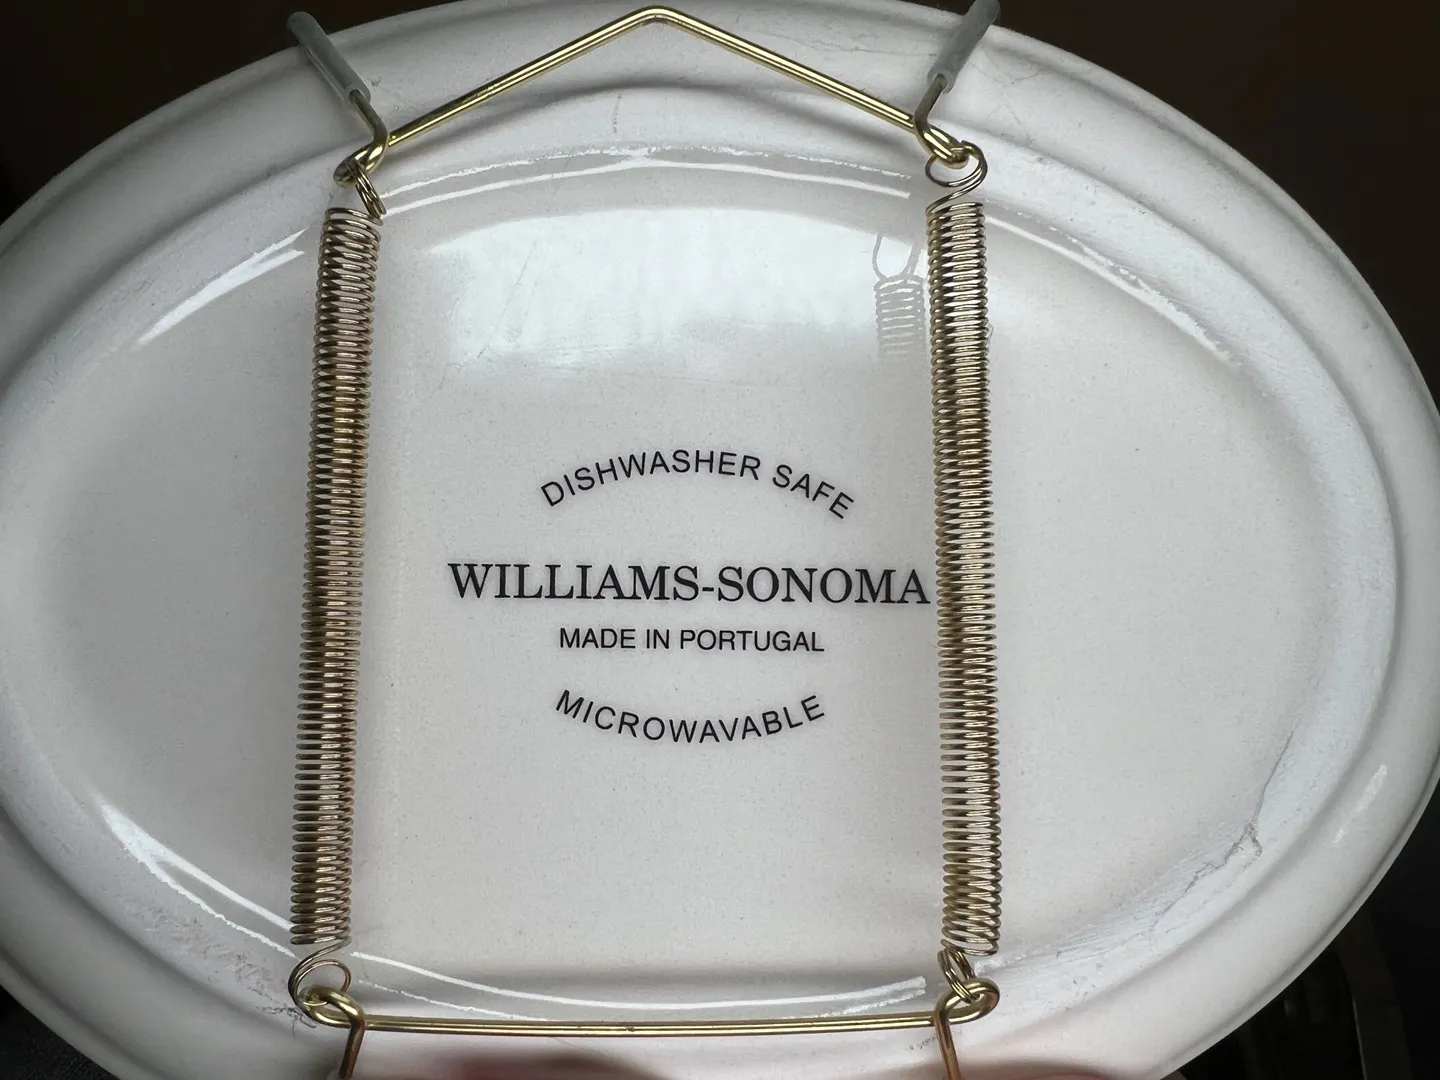 DISHWASHER SAFE
WILLIAMS-SONOMA
MADE IN PORTUGAL
MICROWAVABLE